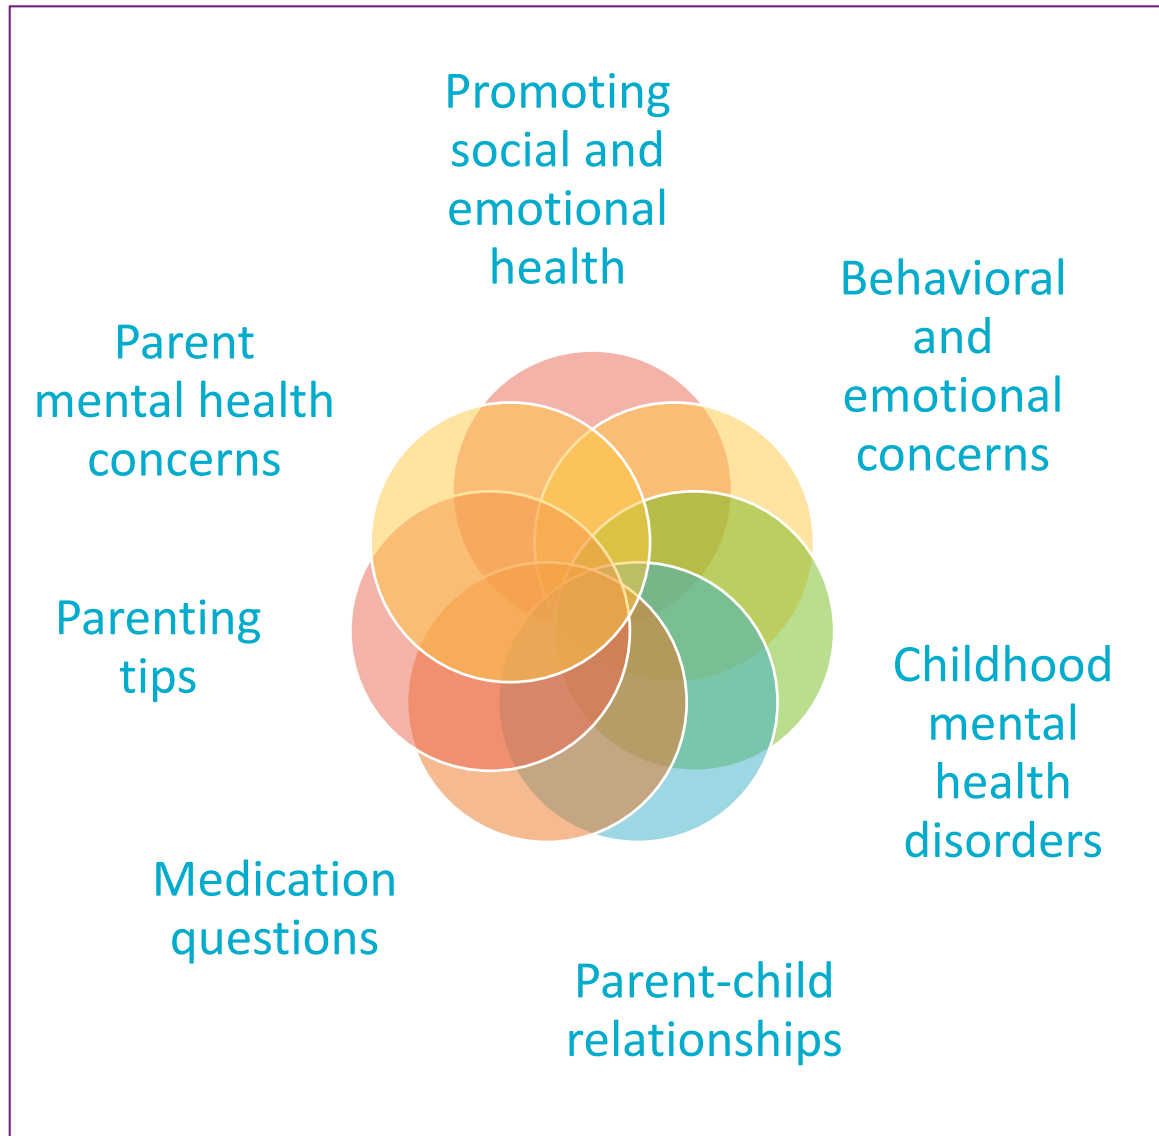 Promoting
social and
emotional
health
Behavioral
and
emotional
concerns
Childhood
mental
health
disorders
Parent-child
relationships
Medication
questions
Parenting
tips
Parent
mental health
concerns